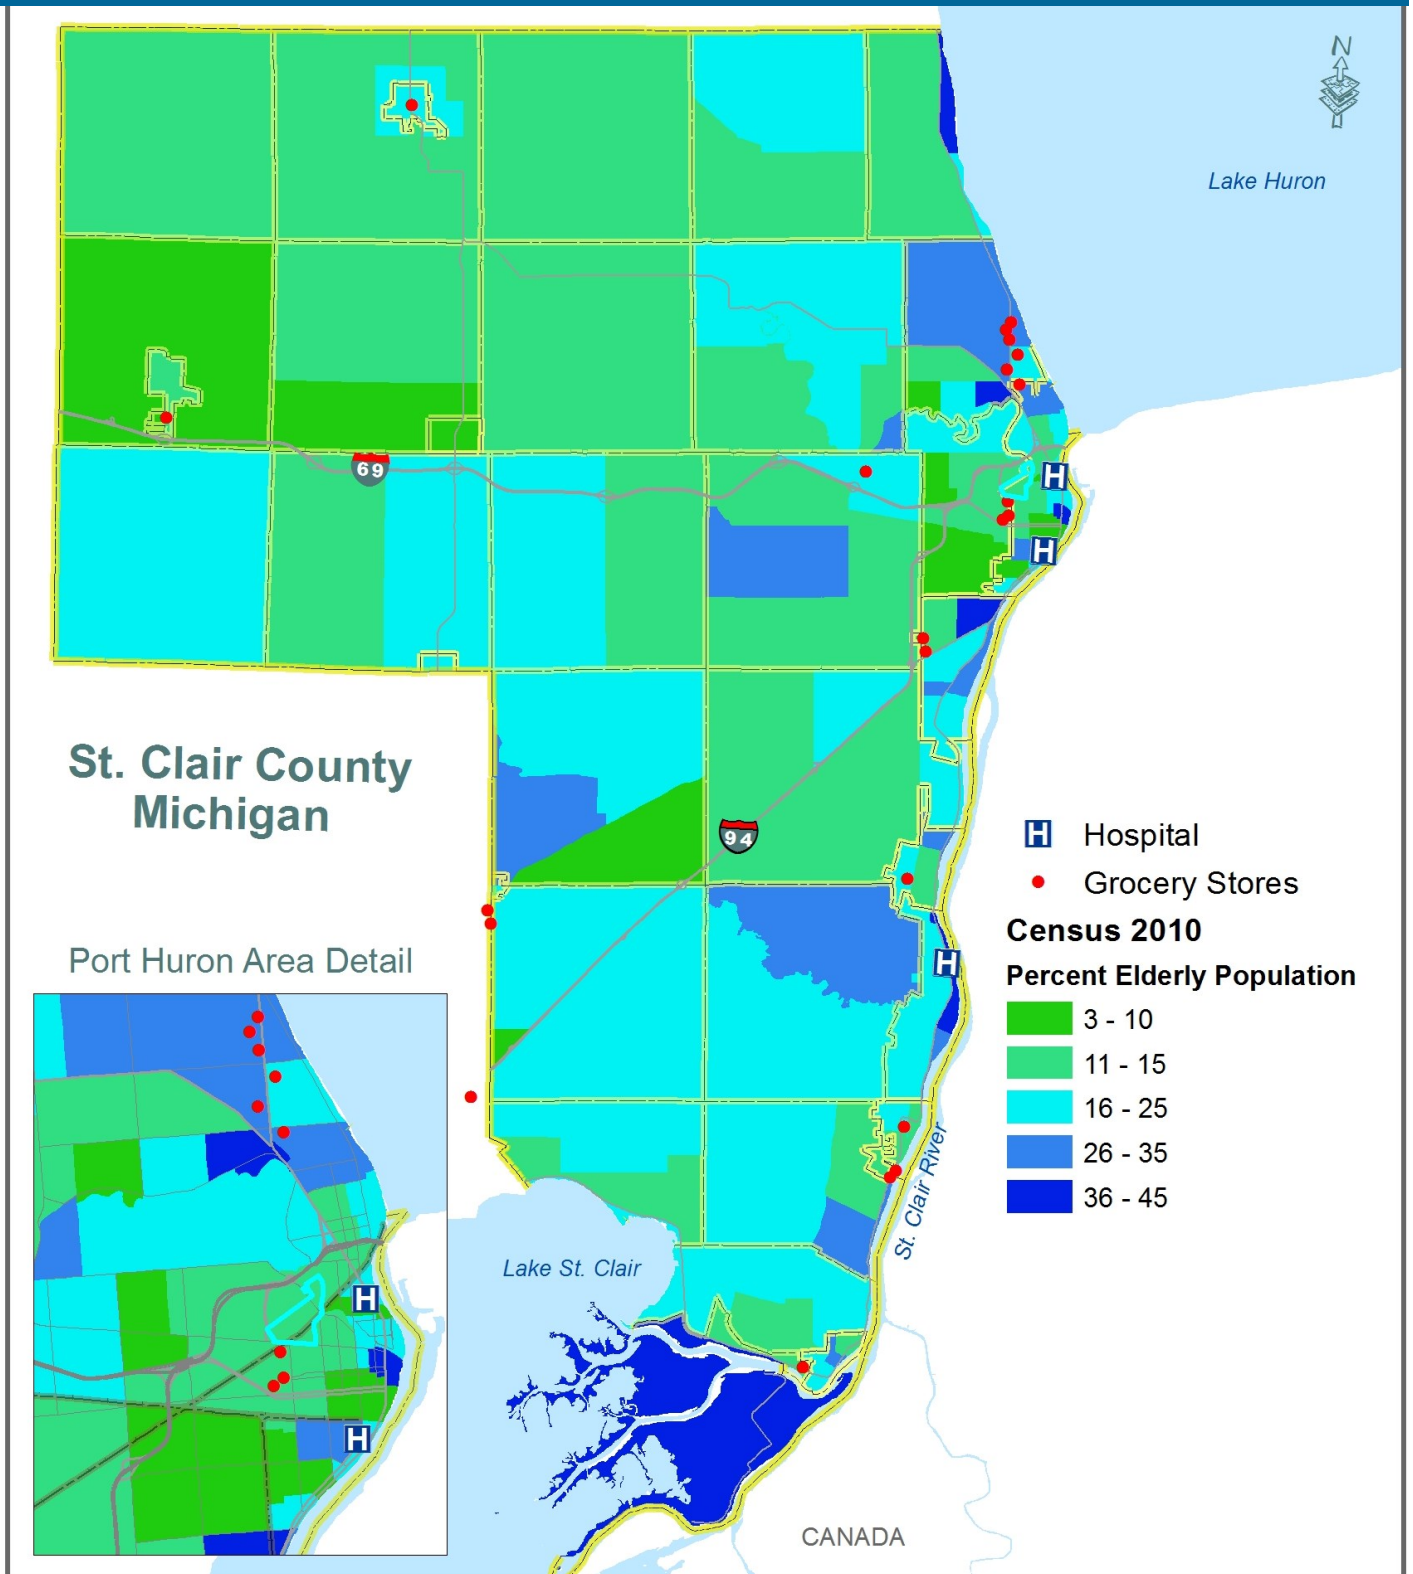 N
Lake Huron
69
H
H
St. Clair County
Michigan
94
H Hospital
Grocery Stores
Census 2010
Percent Elderly Population
3 - 10
11 - 15
16 - 25
26 - 35
36 - 45
Port Huron Area Detail
H
St. Clair River
Lake St. Clair
H
H
CANADA